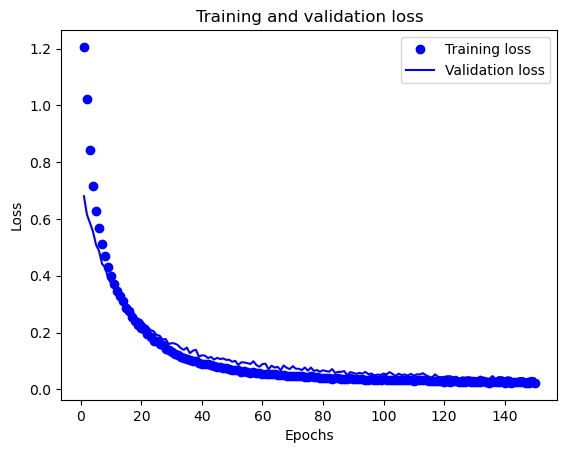 Training and validation loss
Training loss
Validation loss
1.2
1.0
0.8
0.6
0.4
0.2
0.0
Loss
0 20 40 60 80 100 120 140
Epochs